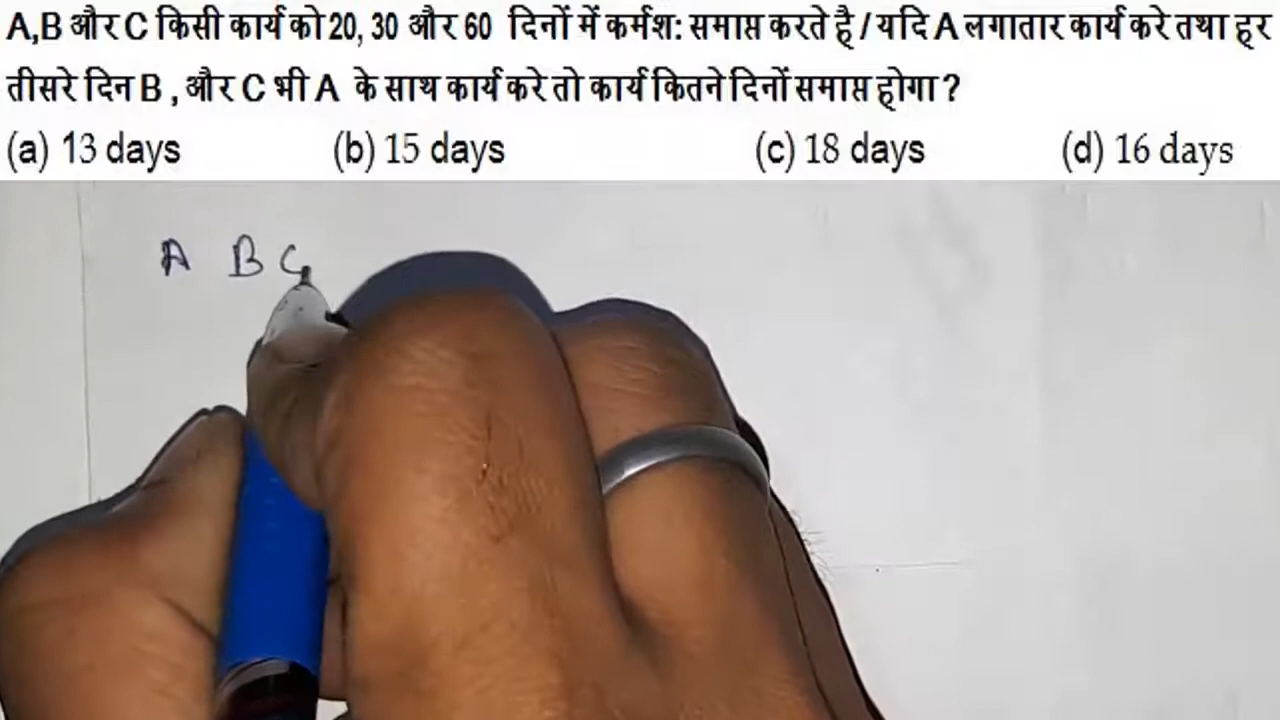 A,B और C किसी कार्य को 20, 30 और 60 दिनों में कर्मश: समाप्त करते है / यदि A लगातार कार्य करे तथा हर
तीसरे दिन B , और C भी A के साथ कार्य करे तो कार्य कितने दिनों समाप्त होगा ?
(a) 13 days (b) 15 days (c) 18 days (d) 16 days
A B C